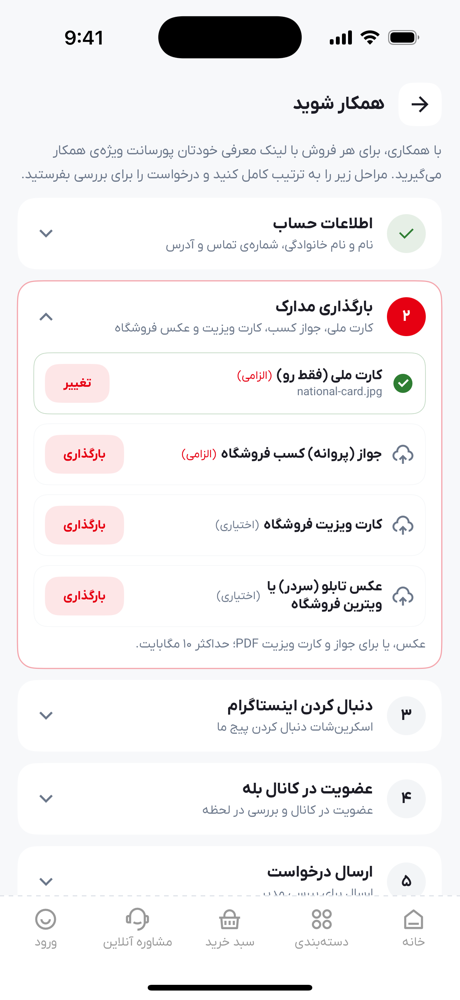 9:41
همکار شوید
با همکاری، برای هر فروش با لینک معرفی خودتان پورسانت ویژه‌ی همکار
می‌گیرید. مراحل زیر را به ترتیب کامل کنید و درخواست را برای بررسی بفرستید.
اطلاعات حساب
نام و نام خانوادگی، شماره‌ی تماس و آدرس
۲
بارگذاری مدارک
کارت ملی، جواز کسب، کارت ویزیت و عکس فروشگاه
کارت ملی (فقط رو) (الزامی)
national-card.jpg
تغییر
جواز (پروانه) کسب فروشگاه (الزامی)
بارگذاری
کارت ویزیت فروشگاه (اختیاری)
بارگذاری
عکس تابلو (سردر) یا
ویترین فروشگاه
(اختیاری)
بارگذاری
عکس، یا برای جواز و کارت ویزیت PDF؛ حداکثر ۱۰ مگابایت.
۳
دنبال کردن اینستاگرام
اسکرین‌شات دنبال کردن پیج ما
۴
عضویت در کانال بله
عضویت در کانال و بررسی در لحظه
۵
ارسال درخواست
ارسال برای بررسی مدیر
خانه
دسته‌بندی
سبد خرید
مشاوره آنلاین
ورود